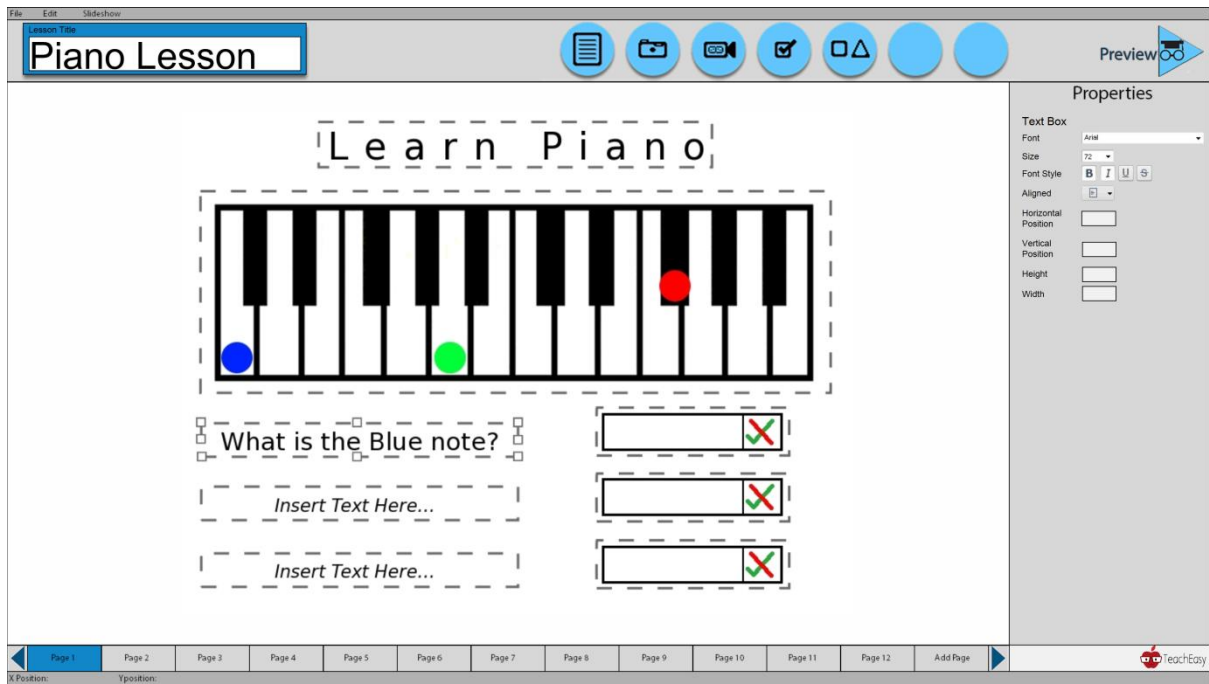 File Edit Slideshow
Lesson Title
Piano Lesson
Preview
Properties
Learn Piano
Text Box
Font Arial
Size 72
Font Style B I U S
Aligned
Horizontal
Position
Vertical
Position
Height
Width
What is the Blue note?
Insert Text Here...
Insert Text Here...
Page 1 Page 2 Page 3 Page 4 Page 5 Page 6 Page 7 Page 8 Page 9 Page 10 Page 11 Page 12 Add Page
TeachEasy
X Position: Yposition: